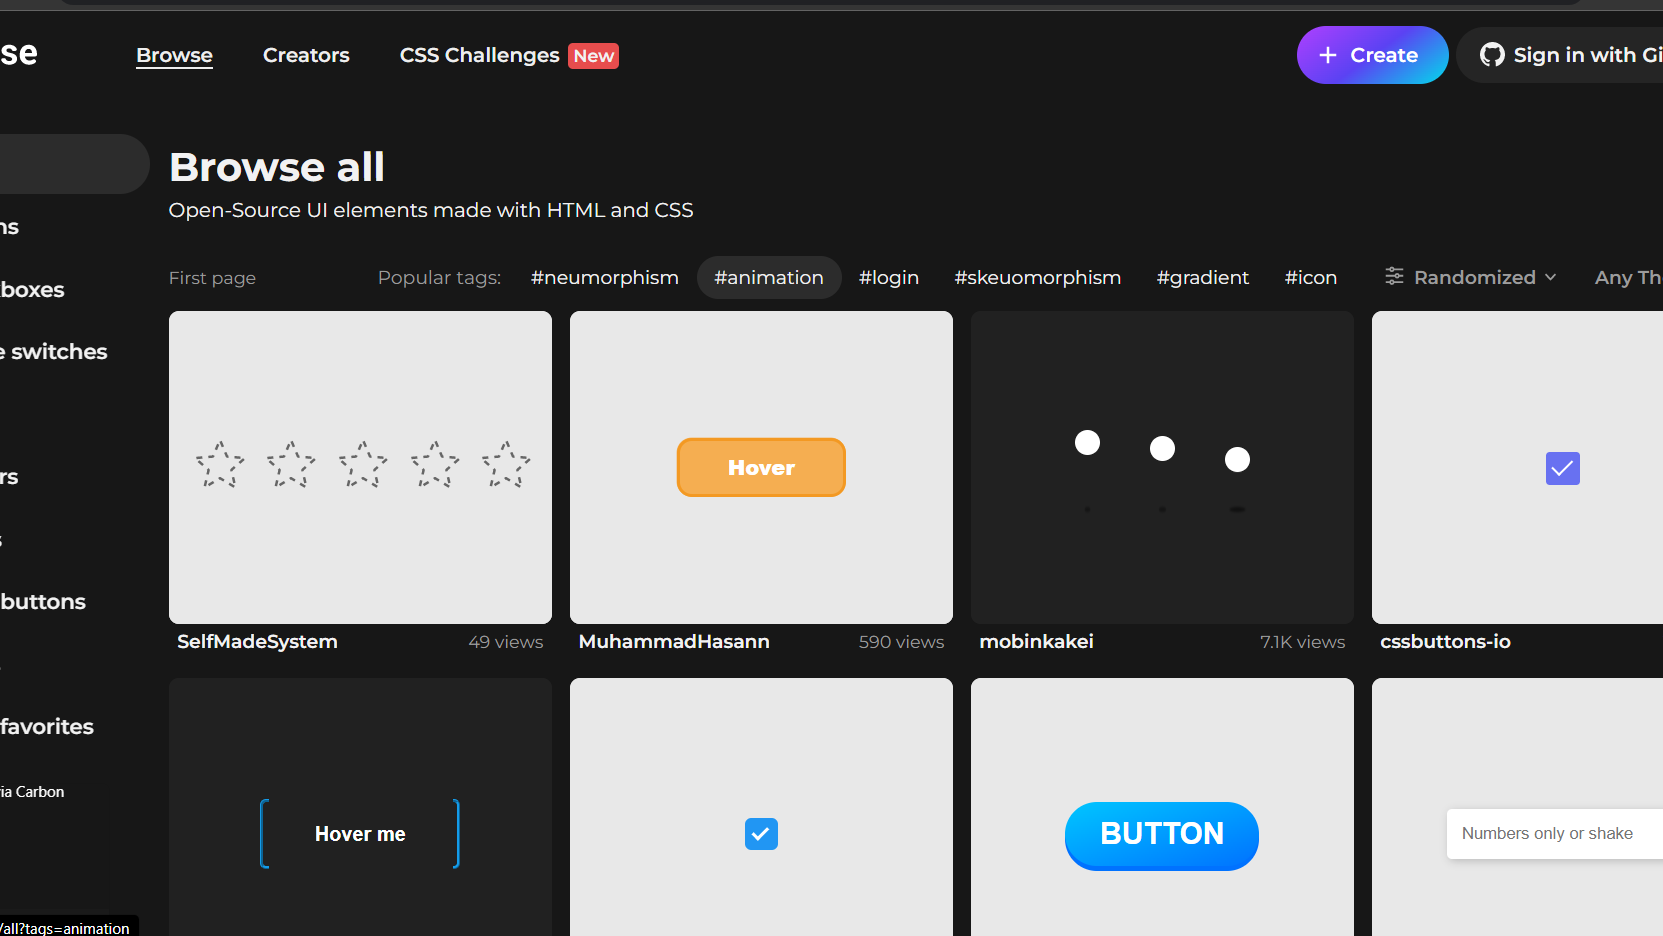 se
Browse
Creators
CSS Challenges New
+ Create
Sign in with Gi
Browse all
Open-Source UI elements made with HTML and CSS
ns
boxes
e switches
rs
s
buttons
favorites
ia Carbon
First page
Popular tags: #neumorphism #animation #login #skeuomorphism #gradient #icon
Randomized
Any Th
Hover
SelfMadeSystem 49 views
MuhammadHasann 590 views
mobinkakei 7.1K views
cssbuttons-io
Hover me
BUTTON
Numbers only or shake
/all?tags=animation